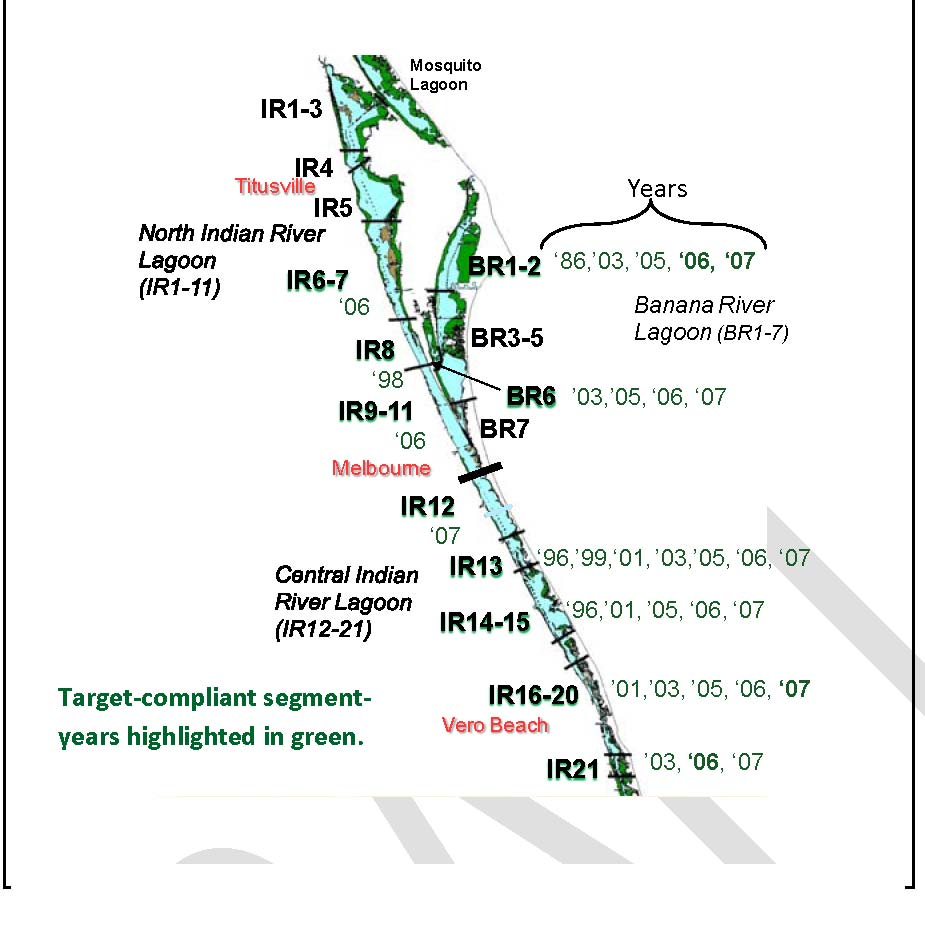 Mosquito
Lagoon
IR1-3
IR4
Titusville
IR5
Years
North Indian River
Lagoon
(IR1-11)
BR1-2 ‘86,’03, ’05, ‘06, ‘07
IR6-7
‘06
Banana River
Lagoon (BR1-7)
BR3-5
IR8
‘98
BR6 ’03,’05, ‘06, ‘07
IR9-11
‘06
BR7
Melbourne
IR12
‘07
IR13 ‘96,’99,‘01, ’03,’05, ‘06, ‘07
Central Indian
River Lagoon
(IR12-21)
IR14-15 ‘96,’01, ’05, ‘06, ‘07
IR16-20 ’01,’03, ’05, ‘06, ‘07
Target-compliant segment-
years highlighted in green.
Vero Beach
IR21 ’03, ‘06, ‘07